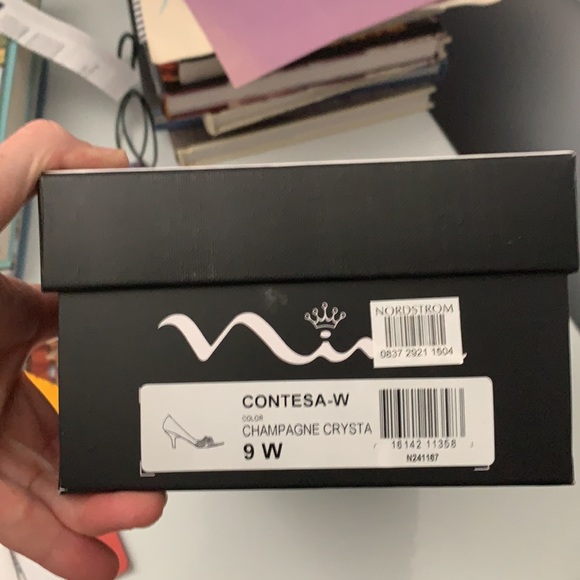 NORDSTROM
0837 2921 1504
CONTESA-W
COLOR
CHAMPAGNE CRYSTA
9 W
16142 11358
N241167